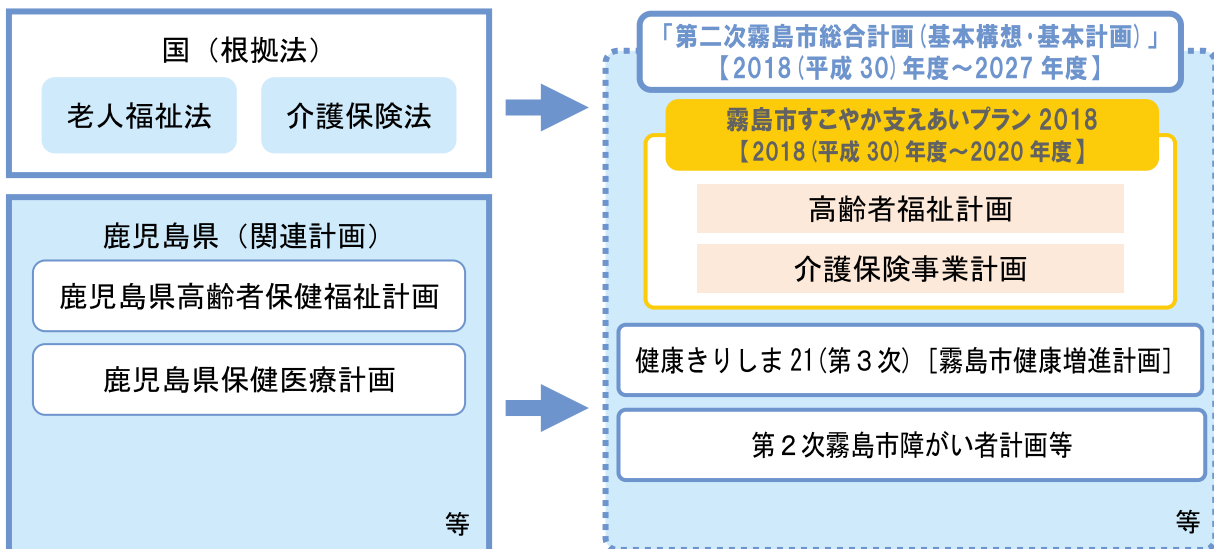 国（根拠法）
老人福祉法
介護保険法
鹿児島県（関連計画）
鹿児島県高齢者保健福祉計画
鹿児島県保健医療計画
等
「第二次霧島市総合計画（基本構想・基本計画）」
【2018（平成30）年度～2027年度】
霧島市すこやか支えあいプラン2018
【2018（平成30）年度～2020年度】
高齢者福祉計画
介護保険事業計画
健康きりしま21（第３次）［霧島市健康増進計画］
第２次霧島市障がい者計画等
等